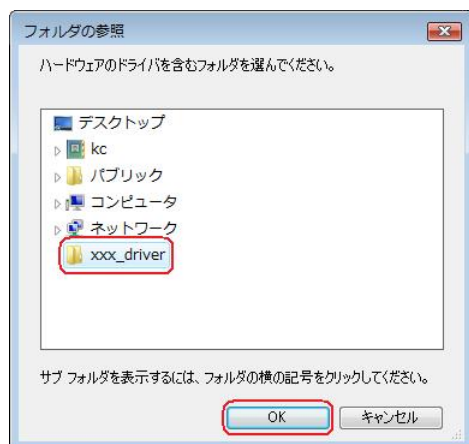 フォルダの参照
ハードウェアのドライバを含むフォルダを選んでください。
デスクトップ
kc
パブリック
コンピュータ
ネットワーク
xxx_driver
サブ フォルダを表示するには、フォルダの横の記号をクリックしてください。
OK キャンセル